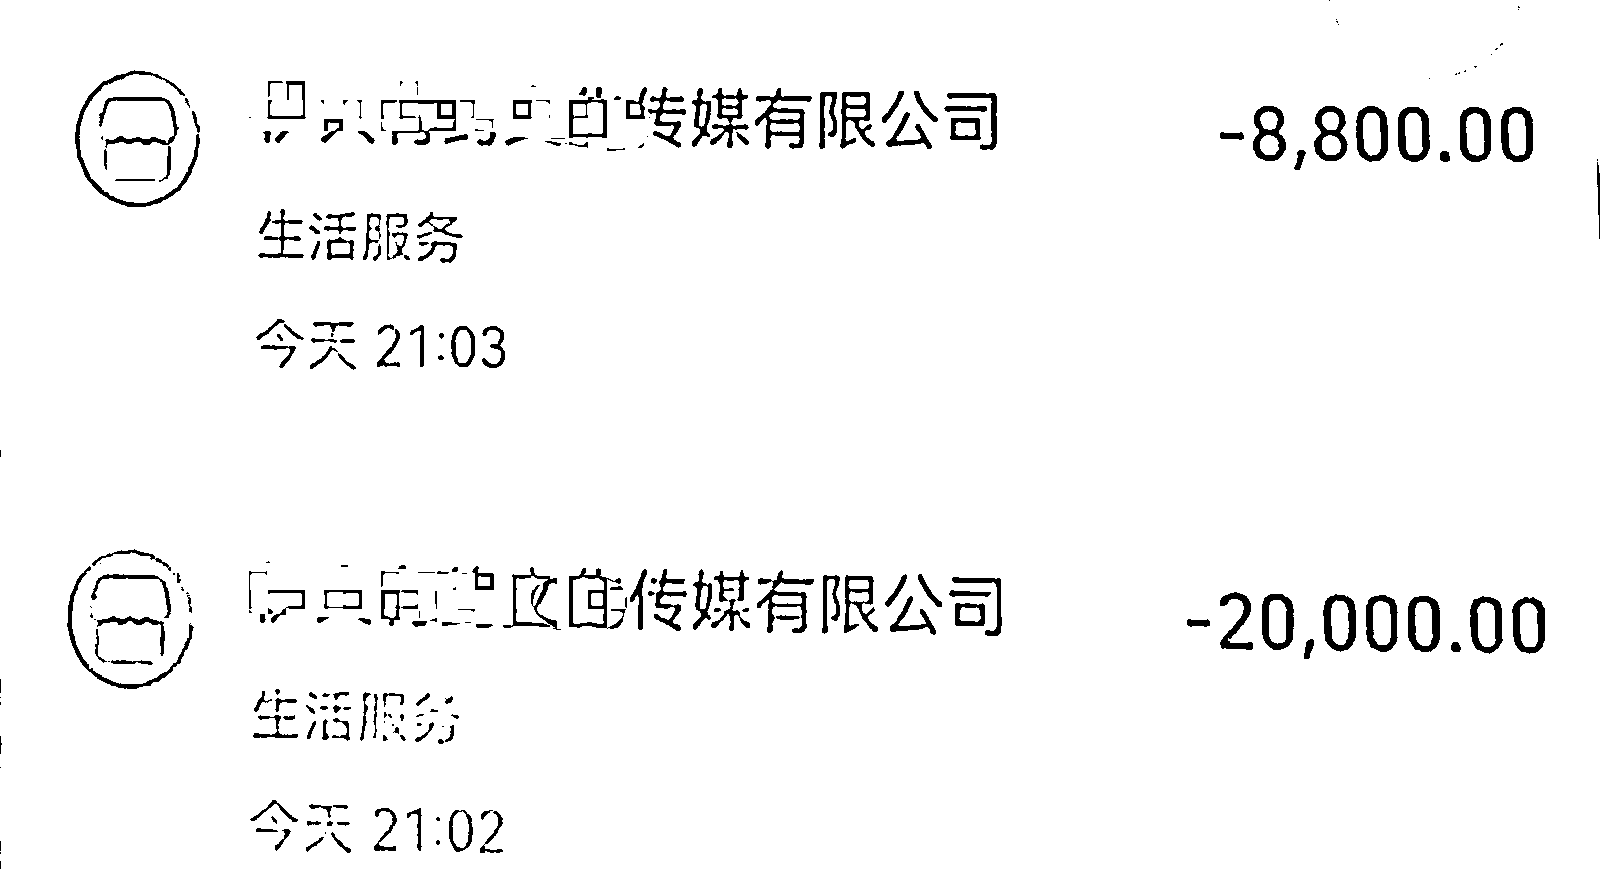 传媒有限公司 -8,800.00
生活服务
今天 21:03
传媒有限公司 -20,000.00
生活服务
今天 21:02